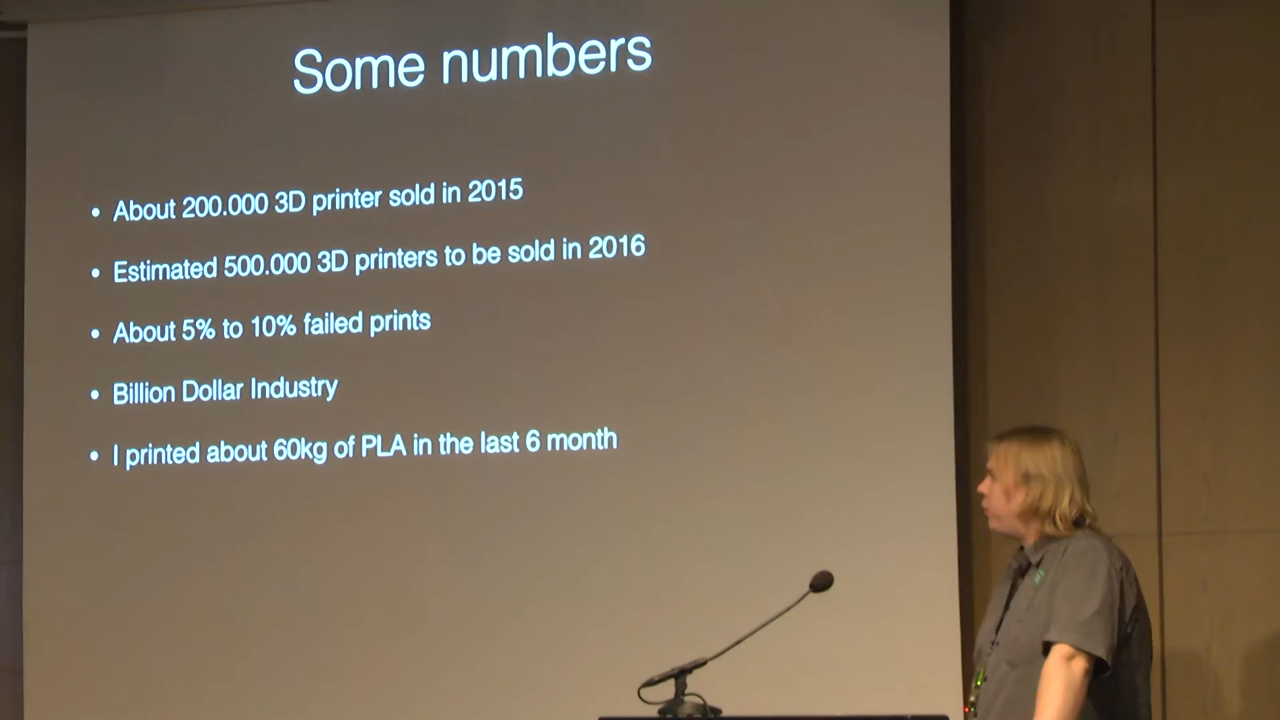 Some numbers
• About 200.000 3D printer sold in 2015
• Estimated 500.000 3D printers to be sold in 2016
• About 5% to 10% failed prints
• Billion Dollar Industry
• I printed about 60kg of PLA in the last 6 month